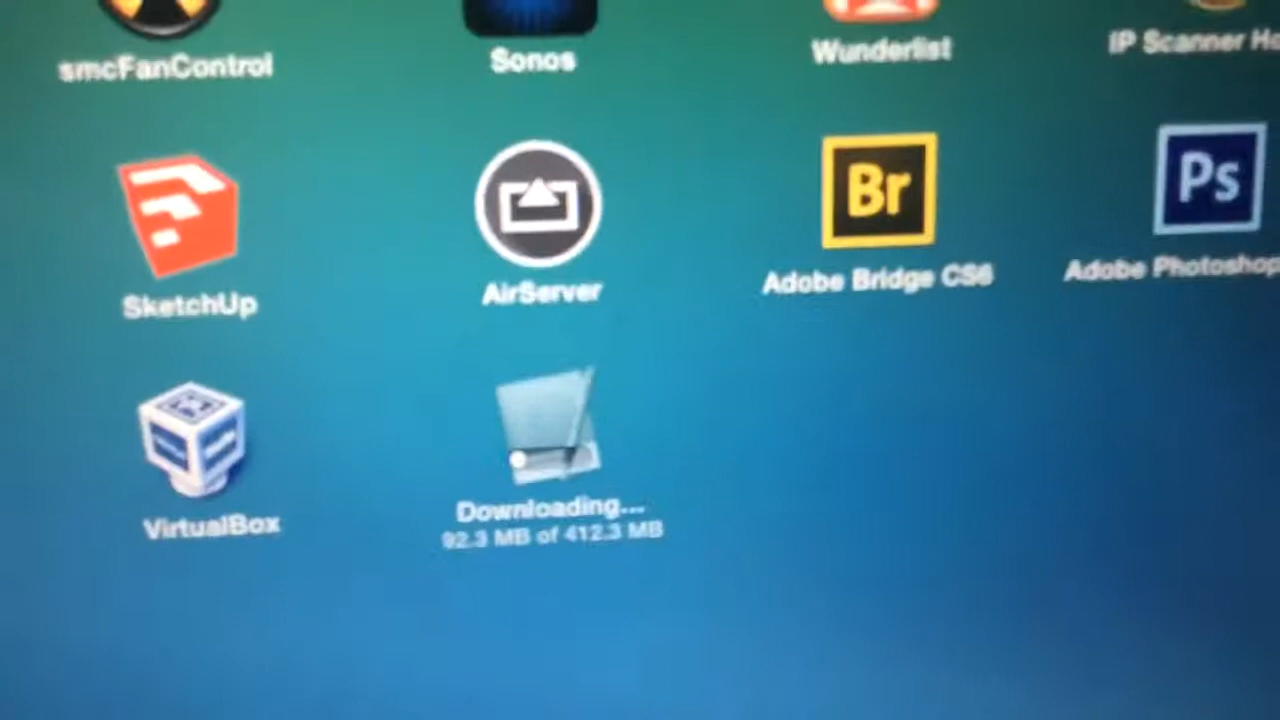 smcFanControl
Sonos
Wunderlist
IP Scanner
SketchUp
AirServer
Br
Adobe Bridge CS6
Ps
Adobe Photoshop
VirtualBox
Downloading...
92.3 MB of 412.3 MB